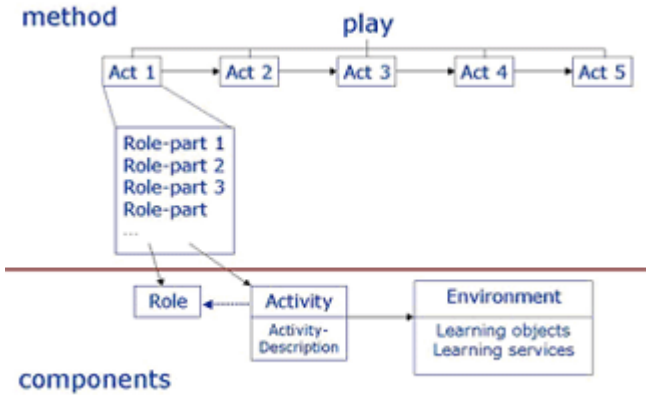 method
play
Act 1
Act 2
Act 3
Act 4
Act 5
Role-part 1
Role-part 2
Role-part 3
Role-part
...
Role
Activity
Activity-
Description
Environment
Learning objects
Learning services
components